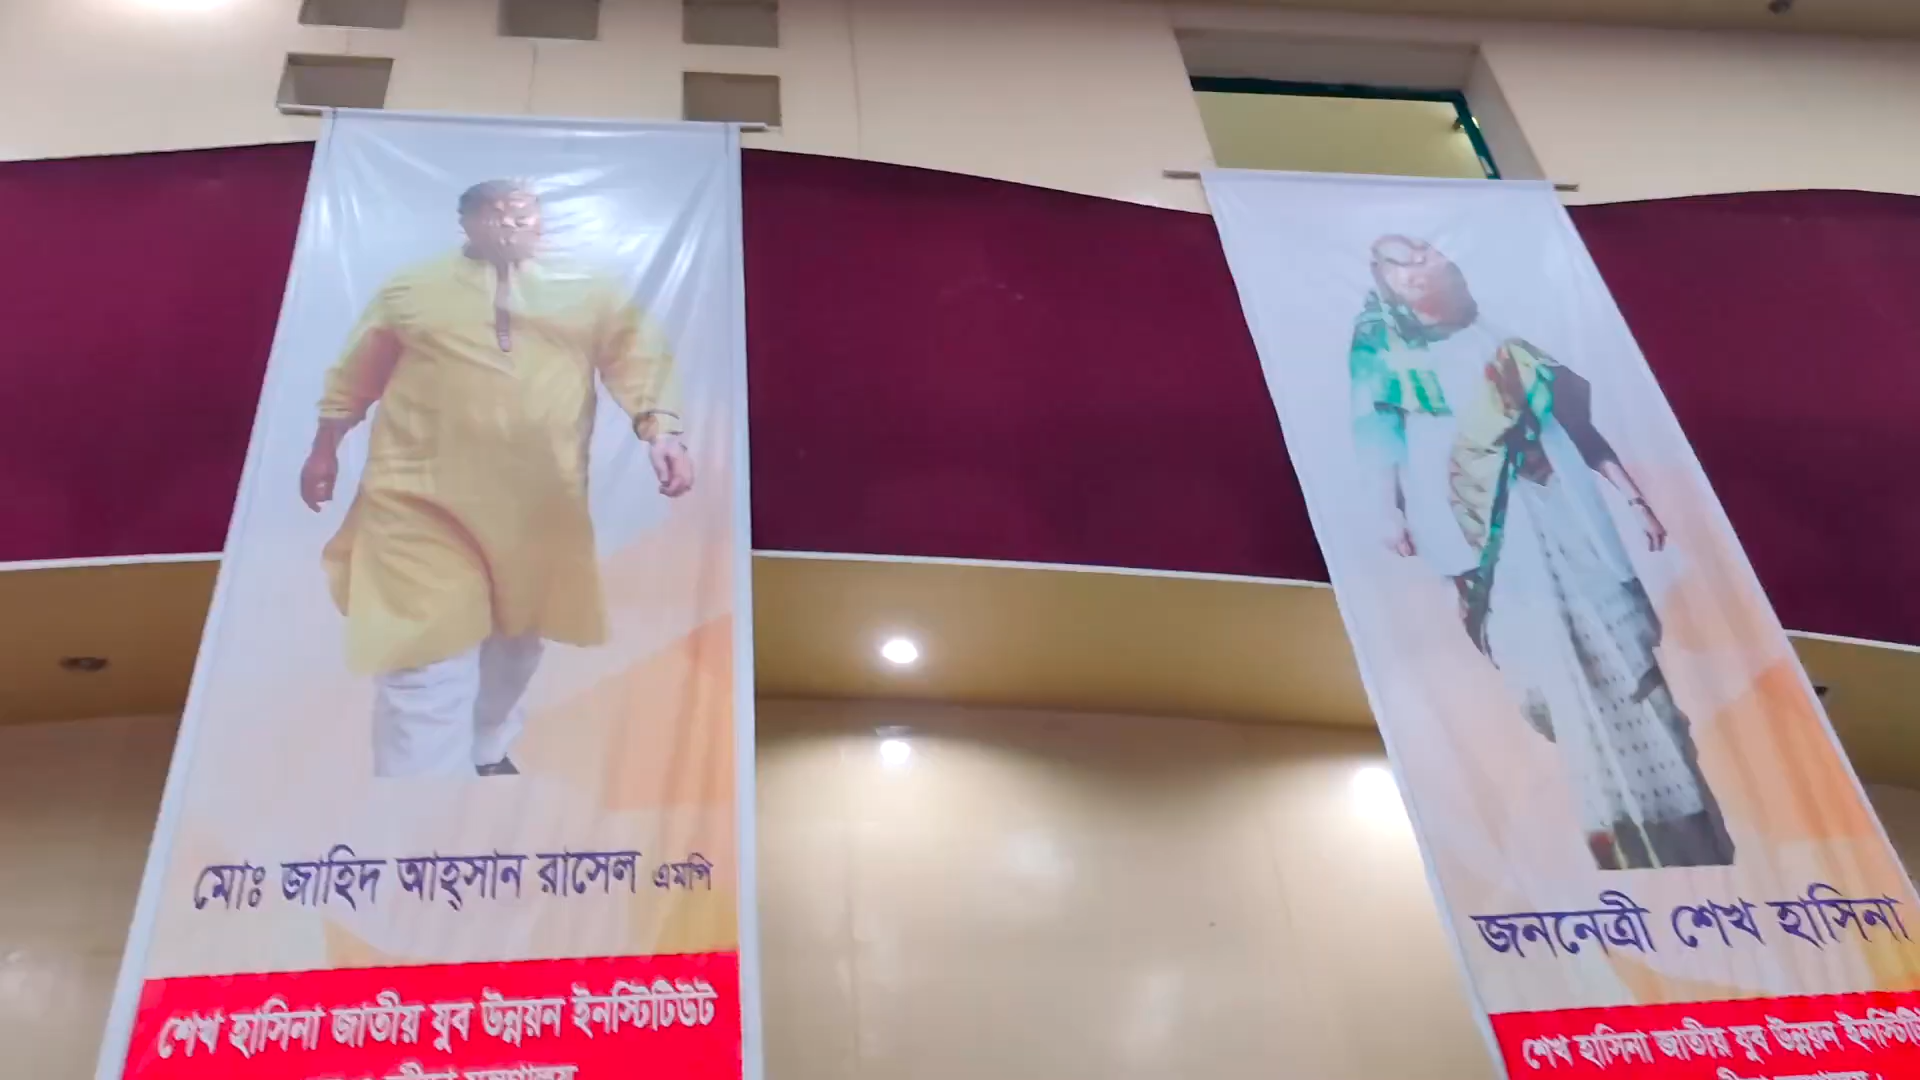 মোঃ জাহিদ আহ্সান রাসেল এমপি
শেখ হাসিনা জাতীয় যুব উন্নয়ন ইনস্টিটিউট
জননেত্রী শেখ হাসিনা
শেখ হাসিনা জাতীয় যুব উন্নয়ন